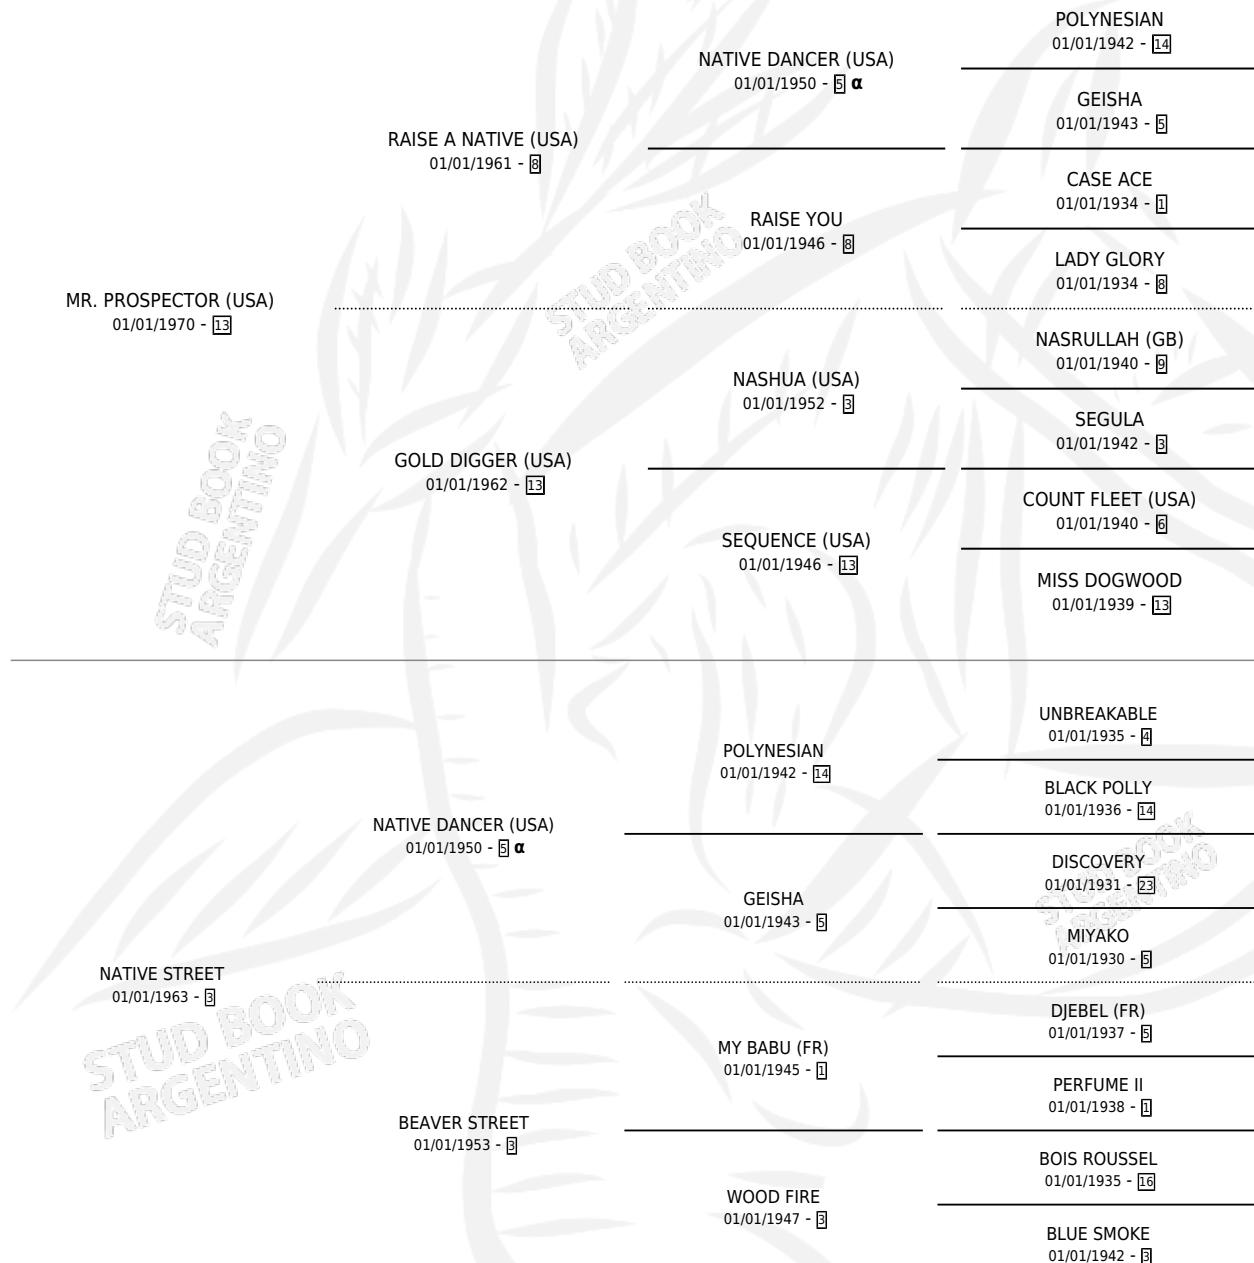 POLYNESIAN
01/01/1942 - 14
NATIVE DANCER (USA)
01/01/1950 - 5 α
GEISHA
01/01/1943 - 5
RAISE A NATIVE (USA)
01/01/1961 - 8
CASE ACE
01/01/1934 - 1
RAISE YOU
01/01/1946 - 8
LADY GLORY
01/01/1934 - 8
STUD BOOK
ARGENTINO
MR. PROSPECTOR (USA)
01/01/1970 - 13
NASRULLAH (GB)
01/01/1940 - 9
NASHUA (USA)
01/01/1952 - 3
SEGULA
01/01/1942 - 3
GOLD DIGGER (USA)
01/01/1962 - 13
COUNT FLEET (USA)
01/01/1940 - 6
SEQUENCE (USA)
01/01/1946 - 13
MISS DOGWOOD
01/01/1939 - 13
STUD BOOK
ARGENTINO
UNBREAKABLE
01/01/1935 - 4
POLYNESIAN
01/01/1942 - 14
BLACK POLLY
01/01/1936 - 14
NATIVE DANCER (USA)
01/01/1950 - 5 α
DISCOVERY
01/01/1931 - 23
GEISHA
01/01/1943 - 5
MIYAKO
01/01/1930 - 5
STUD BOOK
ARGENTINO
NATIVE STREET
01/01/1963 - 3
DJEBEL (FR)
01/01/1937 - 5
MY BABU (FR)
01/01/1945 - 1
PERFUME II
01/01/1938 - 1
BEAVER STREET
01/01/1953 - 3
BOIS ROUSSEL
01/01/1935 - 16
WOOD FIRE
01/01/1947 - 3
BLUE SMOKE
01/01/1942 - 3
STUD BOOK
ARGENTINO